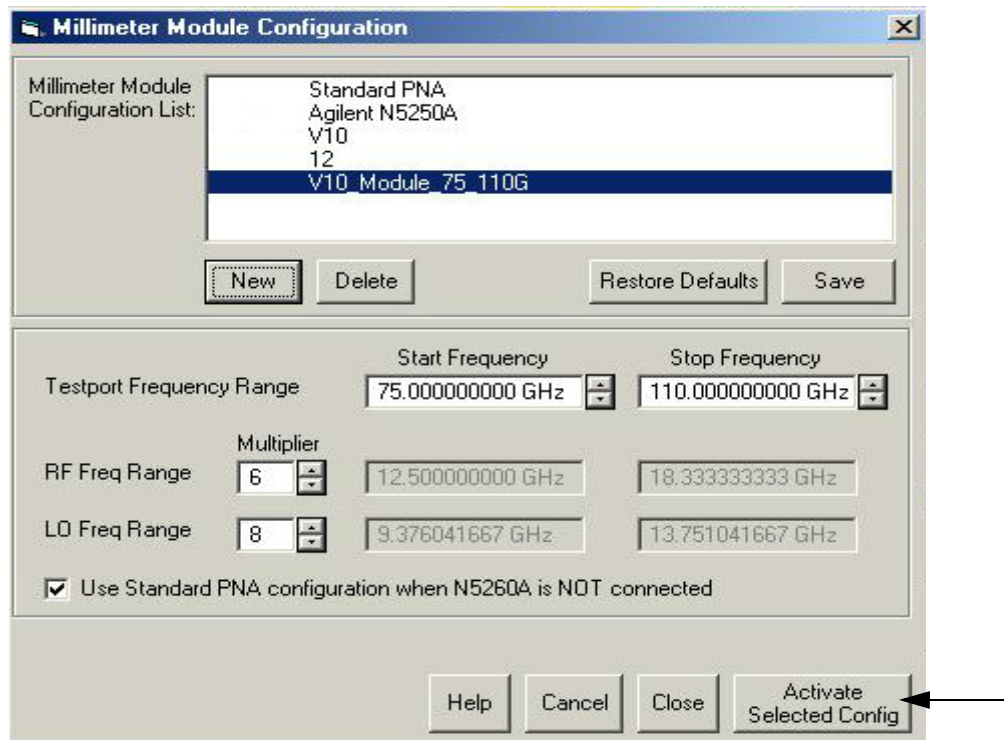 Millimeter Module Configuration
Millimeter Module
Configuration List:
Standard PNA
Agilent N5250A
V10
12
V10_Module_75_110G
New
Delete
Restore Defaults
Save
Start Frequency
Stop Frequency
Testport Frequency Range
75.000000000 GHz
110.000000000 GHz
Multiplier
RF Freq Range
6
12.500000000 GHz
18.333333333 GHz
LO Freq Range
8
9.376041667 GHz
13.751041667 GHz
Use Standard PNA configuration when N5260A is NOT connected
Help
Cancel
Close
Activate
Selected Config